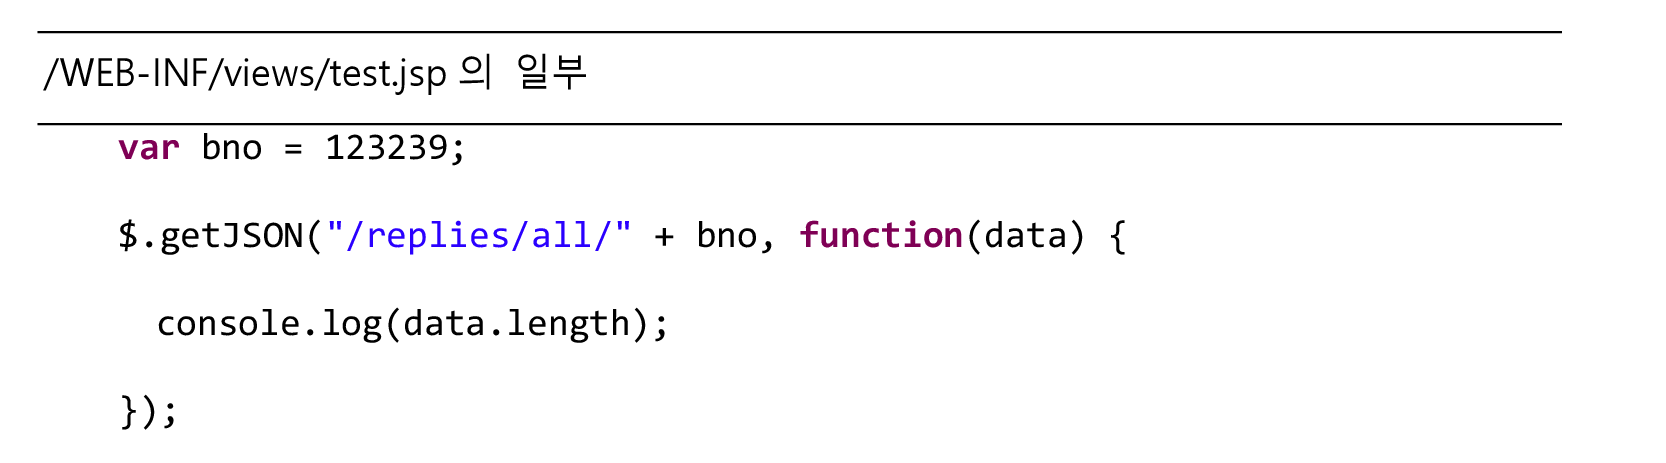 /WEB-INF/views/test.jsp 의 일부
var bno = 123239;
$.getJSON("/replies/all/" + bno, function(data) {
console.log(data.length);
});